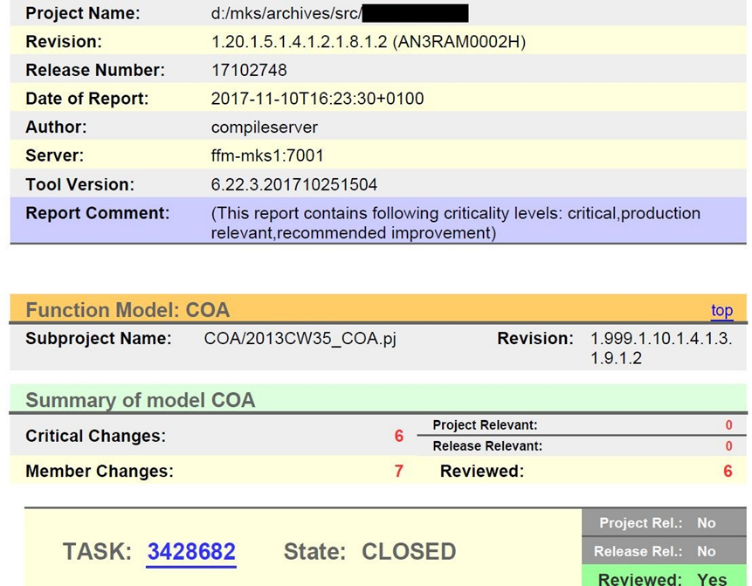 Project Name: d:/mks/archives/src/
Revision: 1.20.1.5.1.4.1.2.1.8.1.2 (AN3RAM0002H)
Release Number: 17102748
Date of Report: 2017-11-10T16:23:30+0100
Author: compileserver
Server: ffm-mks1:7001
Tool Version: 6.22.3.201710251504
Report Comment: (This report contains following criticality levels: critical,production
relevant,recommended improvement)
Function Model: COA top
Subproject Name: COA/2013CW35_COA.pj Revision: 1.999.1.10.1.4.1.3.
1.9.1.2
Summary of model COA
Critical Changes: 6 Project Relevant: 0
Release Relevant: 0
Member Changes: 7 Reviewed: 6
Project Rel.: No
TASK: 3428682 State: CLOSED Release Rel.: No
Reviewed: Yes